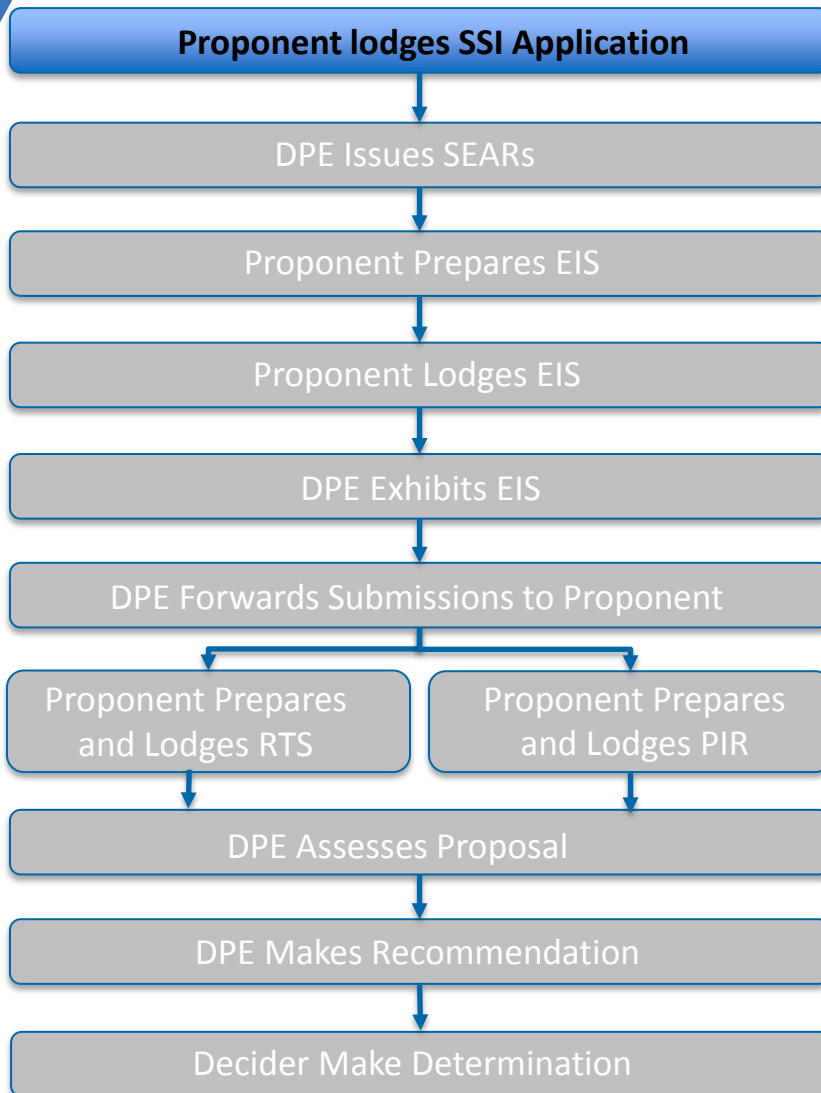 Proponent lodges SSI Application
DPE Issues SEARs
Proponent Prepares EIS
Proponent Lodges EIS
DPE Exhibits EIS
DPE Forwards Submissions to Proponent
Proponent Prepares
and Lodges RTS
Proponent Prepares
and Lodges PIR
DPE Assesses Proposal
DPE Makes Recommendation
Decider Make Determination